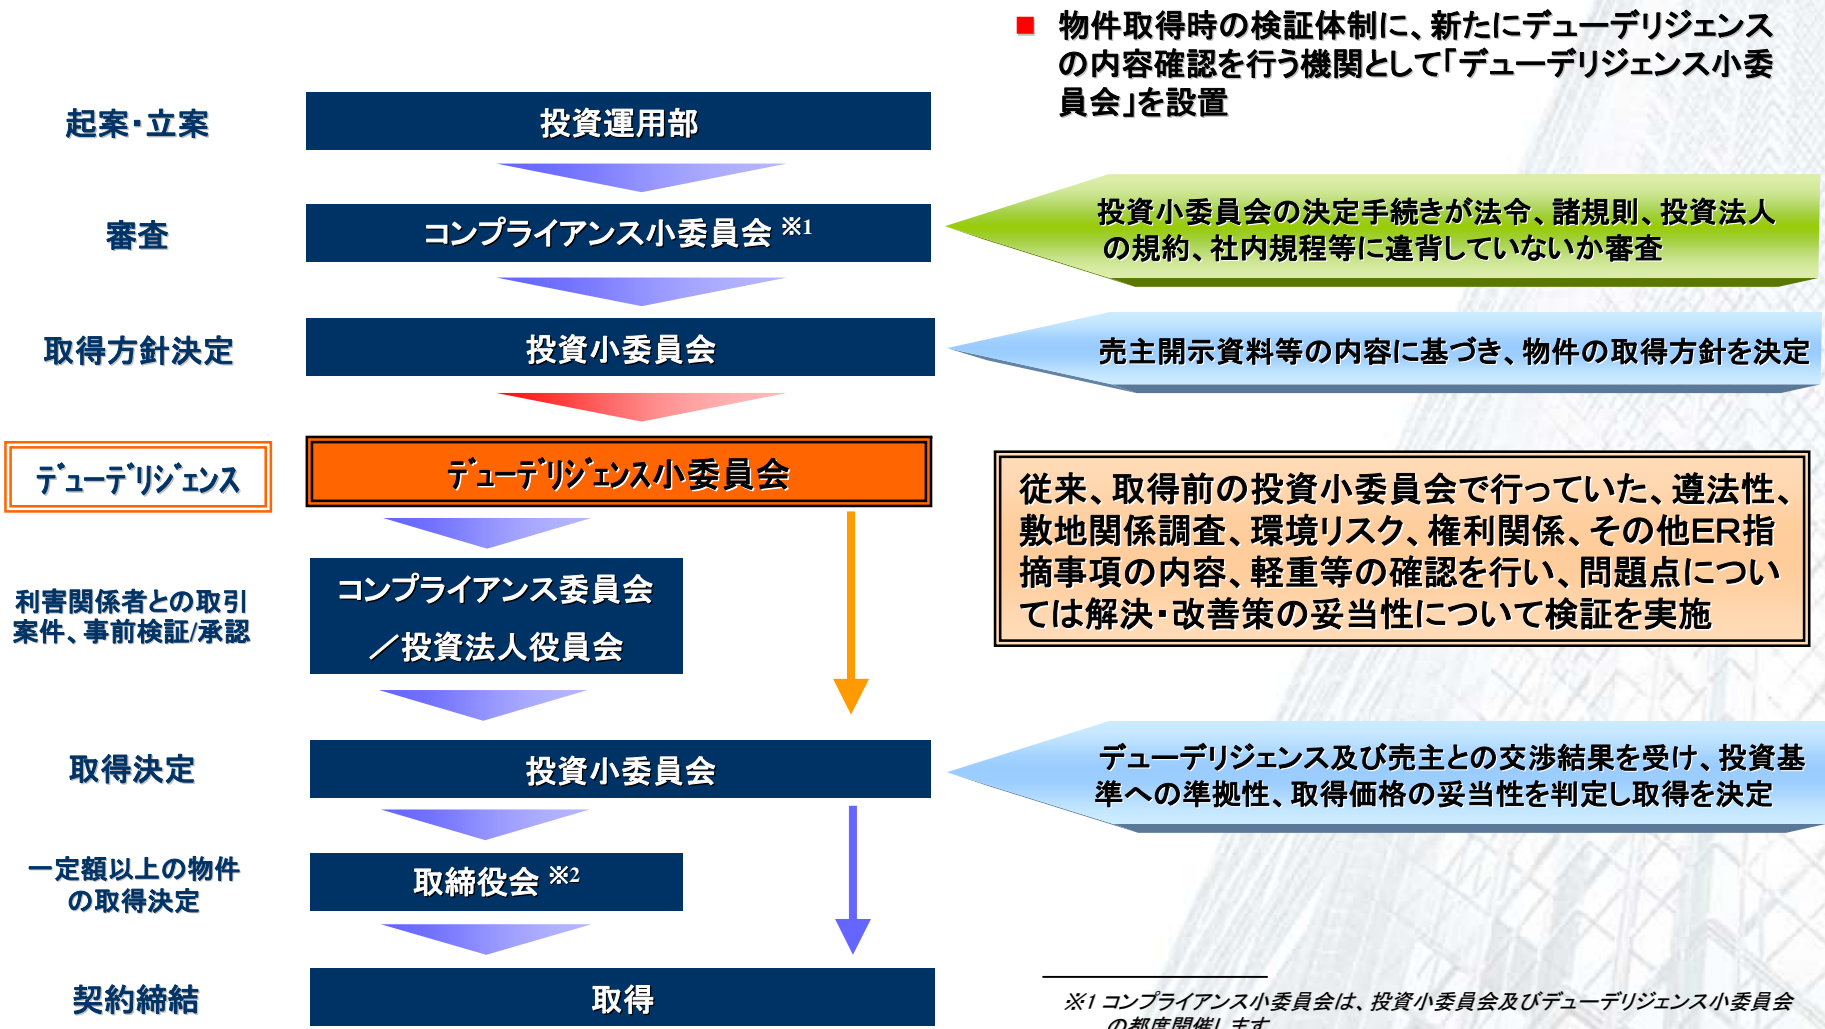 ■ 物件取得時の検証体制に、新たにデューデリジェンス
の内容確認を行う機関として「デューデリジェンス小委
員会」を設置
起案・立案
投資運用部
審査
コンプライアンス小委員会 ※1
投資小委員会の決定手続きが法令、諸規則、投資法人
の規約、社内規程等に違背していないか審査
取得方針決定
投資小委員会
売主開示資料等の内容に基づき、物件の取得方針を決定
ﾃﾞｭｰﾃﾞﾘｼﾞｪﾝｽ
ﾃﾞｭｰﾃﾞﾘｼﾞｪﾝｽ小委員会
従来、取得前の投資小委員会で行っていた、遵法性、
敷地関係調査、環境リスク、権利関係、その他ER指
摘事項の内容、軽重等の確認を行い、問題点につい
ては解決・改善策の妥当性について検証を実施
利害関係者との取引
案件、事前検証/承認
コンプライアンス委員会
／投資法人役員会
取得決定
投資小委員会
デューデリジェンス及び売主との交渉結果を受け、投資基
準への準拠性、取得価格の妥当性を判定し取得を決定
一定額以上の物件
の取得決定
取締役会 ※2
契約締結
取得
※1 コンプライアンス小委員会は、投資小委員会及びデューデリジェンス小委員会
の都度開催します